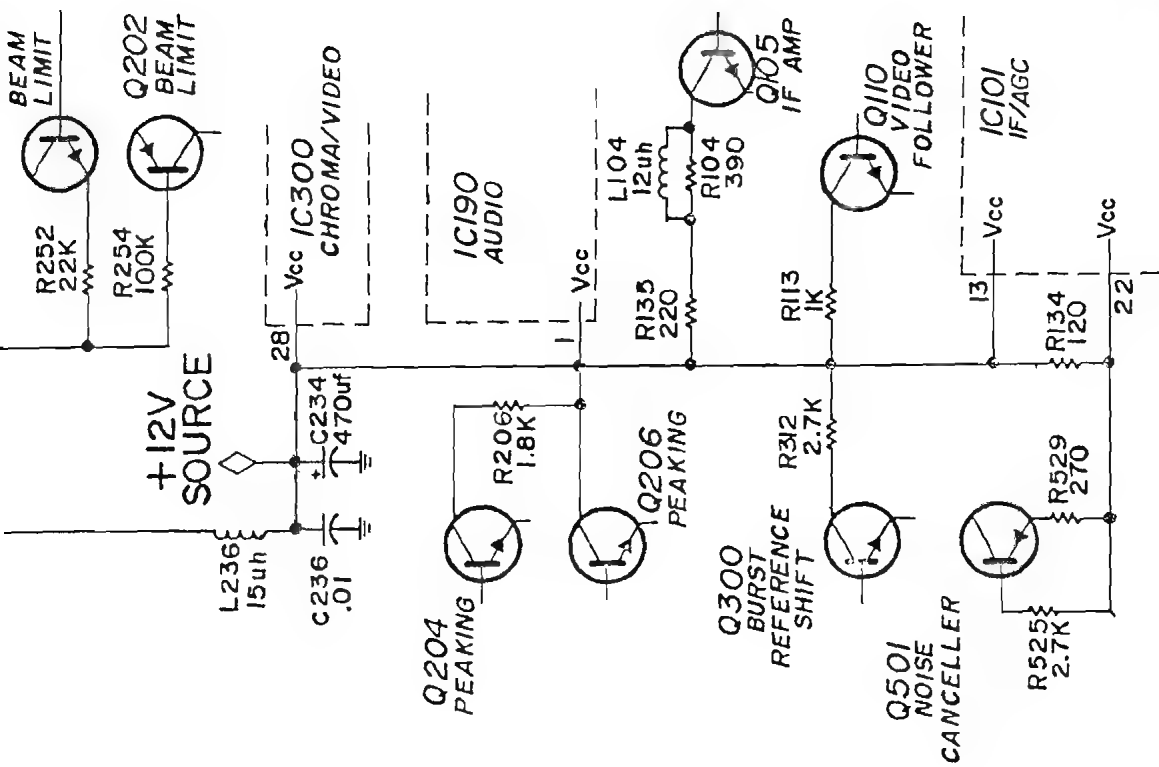 BEAM
LIMIT
Q202
BEAM
LIMIT
R252
22K
R254
100K
+12V
SOURCE
L236
15uh
C236
.01
+
C234
470uf
28
Vcc
IC300
CHROMA/VIDEO
IC190
AUDIO
1
Vcc
R206
1.8K
Q204
PEAKING
Q206
PEAKING
L104
12uh
R104
390
R135
220
Q105
IF AMP
Q110
VIDEO
FOLLOWER
R113
1K
R312
2.7K
Q300
BURST
REFERENCE
SHIFT
IC101
IF/AGC
13
Vcc
22
Vcc
R134
120
R529
270
R525
2.7K
Q501
NOISE
CANCELLER